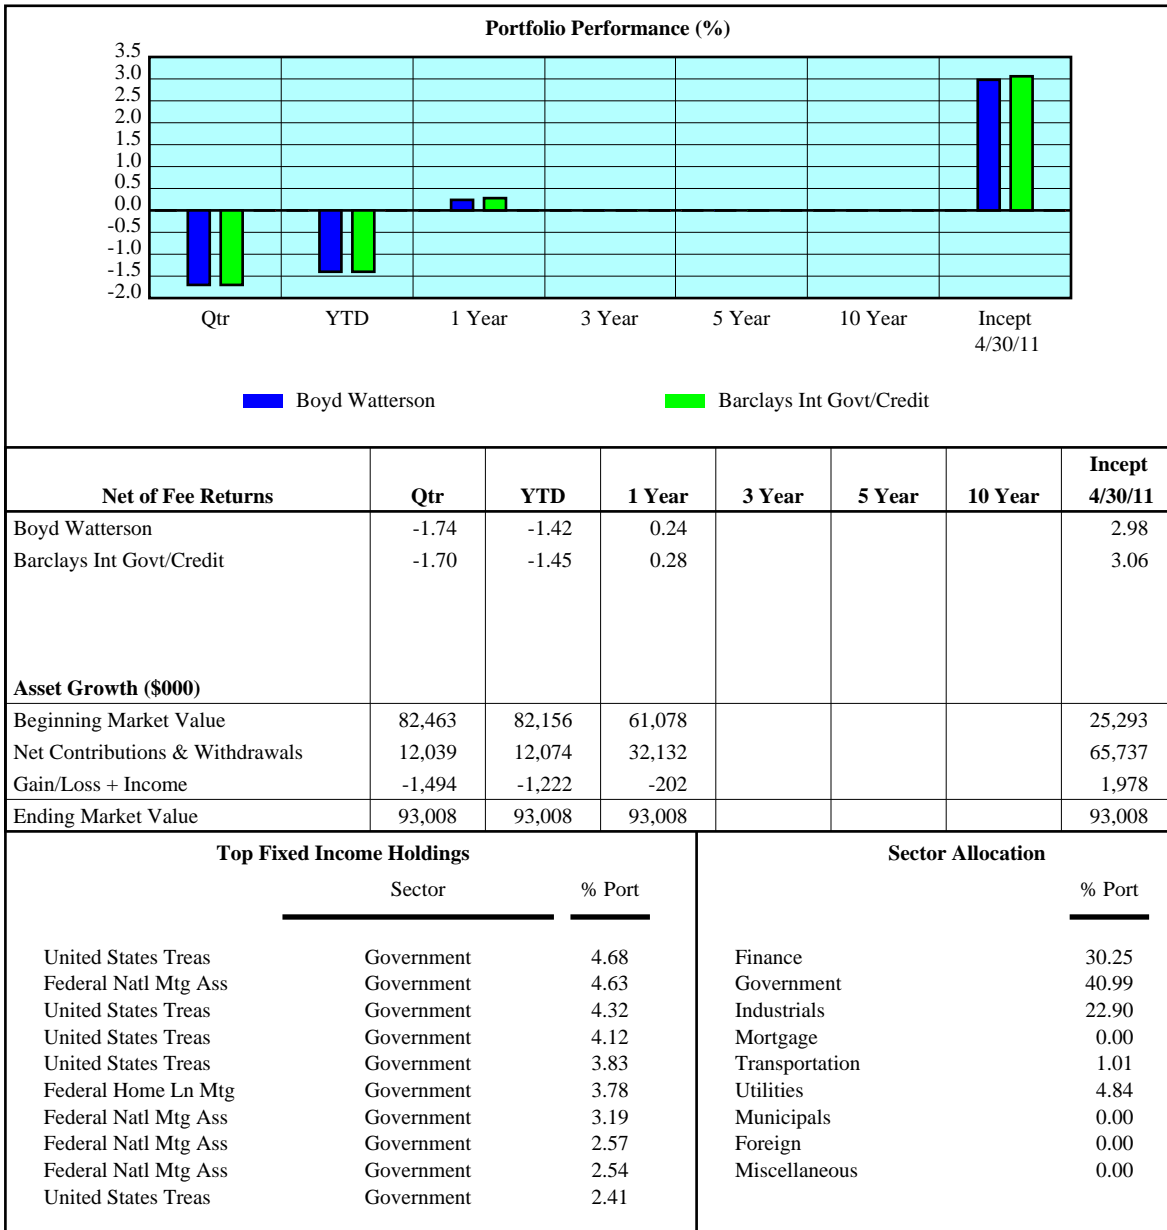 Portfolio Performance (%)
3.5
3.0
2.5
2.0
1.5
1.0
0.5
0.0
-0.5
-1.0
-1.5
-2.0
Qtr YTD 1 Year 3 Year 5 Year 10 Year Incept
4/30/11
Boyd Watterson Barclays Int Govt/Credit
Incept
Net of Fee Returns Qtr YTD 1 Year 3 Year 5 Year 10 Year 4/30/11
Boyd Watterson -1.74 -1.42 0.24 2.98
Barclays Int Govt/Credit -1.70 -1.45 0.28 3.06
Asset Growth ($000)
Beginning Market Value 82,463 82,156 61,078 25,293
Net Contributions & Withdrawals 12,039 12,074 32,132 65,737
Gain/Loss + Income -1,494 -1,222 -202 1,978
Ending Market Value 93,008 93,008 93,008 93,008
Top Fixed Income Holdings
Sector % Port
United States Treas Government 4.68
Federal Natl Mtg Ass Government 4.63
United States Treas Government 4.32
United States Treas Government 4.12
United States Treas Government 3.83
Federal Home Ln Mtg Government 3.78
Federal Natl Mtg Ass Government 3.19
Federal Natl Mtg Ass Government 2.57
Federal Natl Mtg Ass Government 2.54
United States Treas Government 2.41
Sector Allocation
% Port
Finance 30.25
Government 40.99
Industrials 22.90
Mortgage 0.00
Transportation 1.01
Utilities 4.84
Municipals 0.00
Foreign 0.00
Miscellaneous 0.00